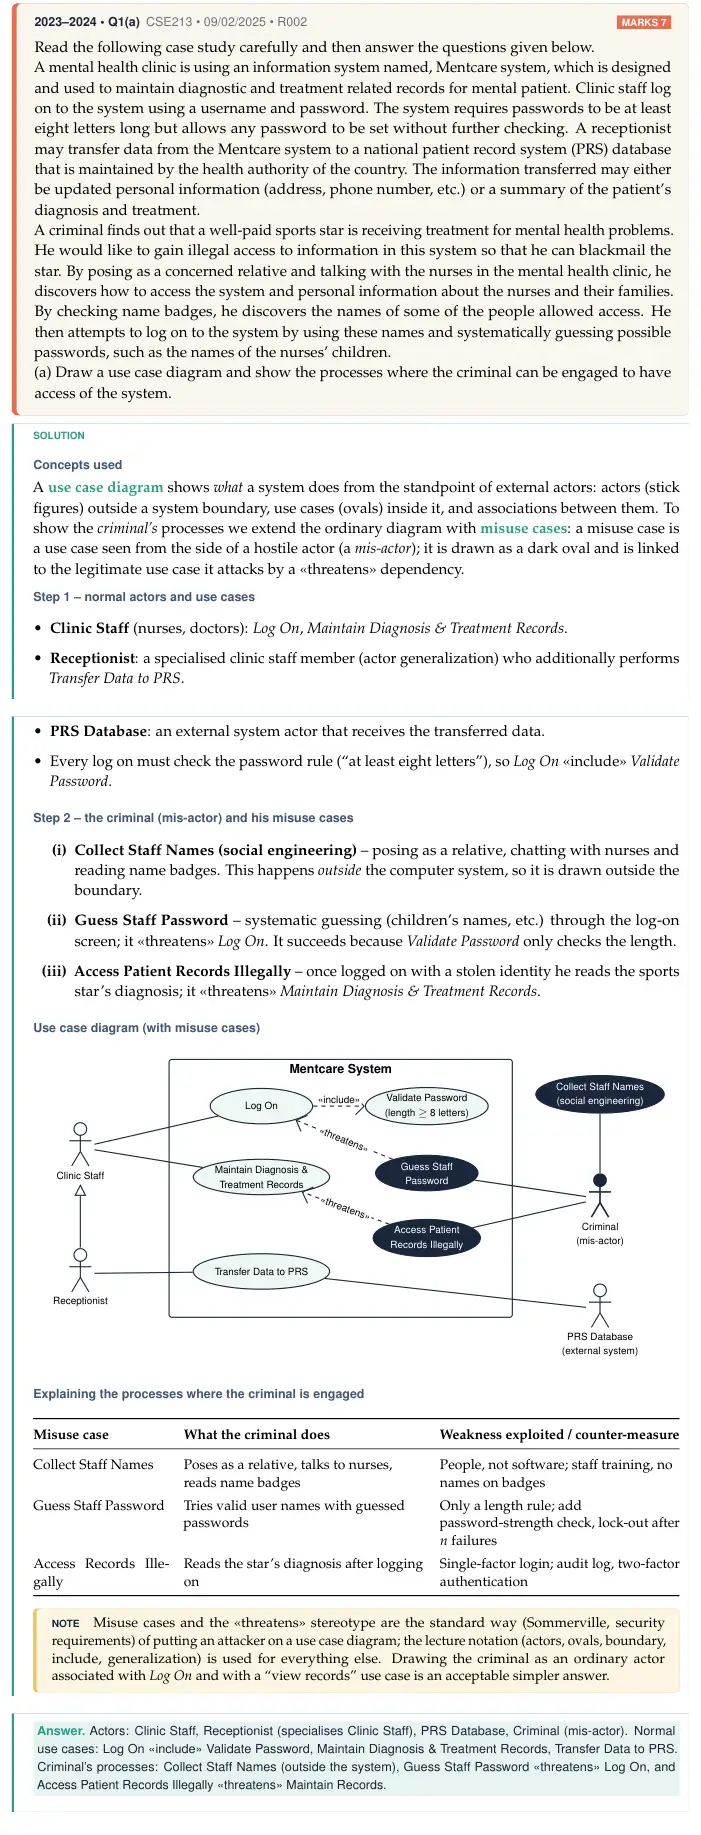 2023–2024 • Q1(a) CSE213 • 09/02/2025 • R002
MARKS 7
Read the following case study carefully and then answer the questions given below.
A mental health clinic is using an information system named, Mentcare system, which is designed
and used to maintain diagnostic and treatment related records for mental patient. Clinic staff log
on to the system using a username and password. The system requires passwords to be at least
eight letters long but allows any password to be set without further checking. A receptionist
may transfer data from the Mentcare system to a national patient record system (PRS) database
that is maintained by the health authority of the country. The information transferred may either
be updated personal information (address, phone number, etc.) or a summary of the patient's
diagnosis and treatment.
A criminal finds out that a well-paid sports star is receiving treatment for mental health problems.
He would like to gain illegal access to information in this system so that he can blackmail the
star. By posing as a concerned relative and talking with the nurses in the mental health clinic, he
discovers how to access the system and personal information about the nurses and their families.
By checking name badges, he discovers the names of some of the people allowed access. He
then attempts to log on to the system by using these names and systematically guessing possible
passwords, such as the names of the nurses' children.
(a) Draw a use case diagram and show the processes where the criminal can be engaged to have
access of the system.
SOLUTION
Concepts used
A use case diagram shows what a system does from the standpoint of external actors: actors (stick
figures) outside a system boundary, use cases (ovals) inside it, and associations between them. To
show the criminal's processes we extend the ordinary diagram with misuse cases: a misuse case is
a use case seen from the side of a hostile actor (a mis-actor); it is drawn as a dark oval and is linked
to the legitimate use case it attacks by a «threatens» dependency.
Step 1 – normal actors and use cases
• Clinic Staff (nurses, doctors): Log On, Maintain Diagnosis & Treatment Records.
• Receptionist: a specialised clinic staff member (actor generalization) who additionally performs
Transfer Data to PRS.
• PRS Database: an external system actor that receives the transferred data.
• Every log on must check the password rule ("at least eight letters"), so Log On «include» Validate
Password.
Step 2 – the criminal (mis-actor) and his misuse cases
(i) Collect Staff Names (social engineering) – posing as a relative, chatting with nurses and
reading name badges. This happens outside the computer system, so it is drawn outside the
boundary.
(ii) Guess Staff Password – systematic guessing (children's names, etc.) through the log-on
screen; it «threatens» Log On. It succeeds because Validate Password only checks the length.
(iii) Access Patient Records Illegally – once logged on with a stolen identity he reads the sports
star's diagnosis; it «threatens» Maintain Diagnosis & Treatment Records.
Use case diagram (with misuse cases)
Mentcare System
Collect Staff Names
(social engineering)
Log On
«include»
Validate Password
(length ≥ 8 letters)
«threatens»
Clinic Staff
Maintain Diagnosis &
Treatment Records
Guess Staff
Password
«threatens»
Access Patient
Records Illegally
Criminal
(mis-actor)
Transfer Data to PRS
Receptionist
PRS Database
(external system)
Explaining the processes where the criminal is engaged
Misuse case What the criminal does Weakness exploited / counter-measure
Collect Staff Names Poses as a relative, talks to nurses, People, not software; staff training, no
reads name badges names on badges
Guess Staff Password Tries valid user names with guessed Only a length rule; add
passwords password-strength check, lock-out after
n failures
Access Records Ille- Reads the star's diagnosis after logging Single-factor login; audit log, two-factor
gally on authentication
NOTE Misuse cases and the «threatens» stereotype are the standard way (Sommerville, security
requirements) of putting an attacker on a use case diagram; the lecture notation (actors, ovals, boundary,
include, generalization) is used for everything else. Drawing the criminal as an ordinary actor
associated with Log On and with a "view records" use case is an acceptable simpler answer.
Answer. Actors: Clinic Staff, Receptionist (specialises Clinic Staff), PRS Database, Criminal (mis-actor). Normal
use cases: Log On «include» Validate Password, Maintain Diagnosis & Treatment Records, Transfer Data to PRS.
Criminal's processes: Collect Staff Names (outside the system), Guess Staff Password «threatens» Log On, and
Access Patient Records Illegally «threatens» Maintain Records.